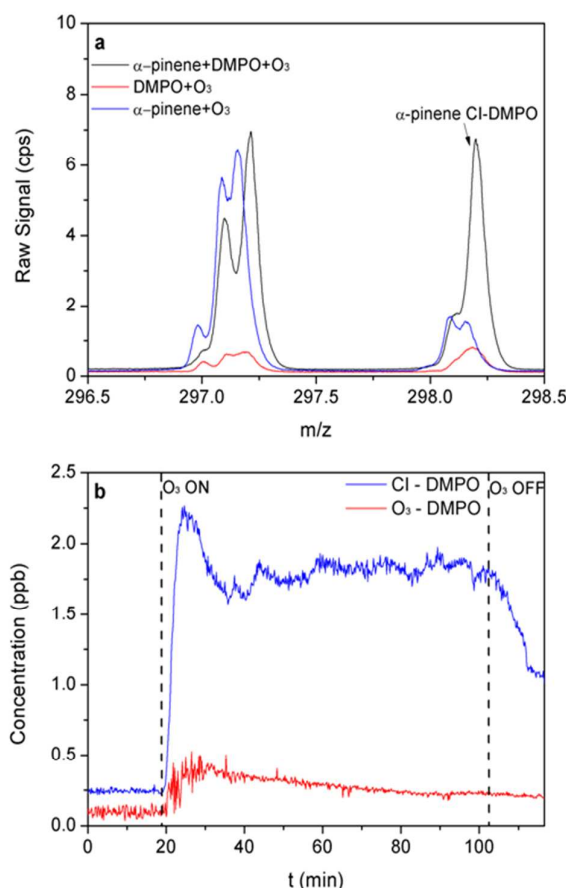 a
α-pinene+DMPO+O₃
DMPO+O₃
α-pinene+O₃
α-pinene CI-DMPO
Raw Signal (cps)
10
8
6
4
2
0
296.5 297.0 297.5 298.0 298.5
m/z
b
O₃ ON
CI - DMPO
O₃ - DMPO
O₃ OFF
Concentration (ppb)
2.5
2.0
1.5
1.0
0.5
0.0
0 20 40 60 80 100
t (min)